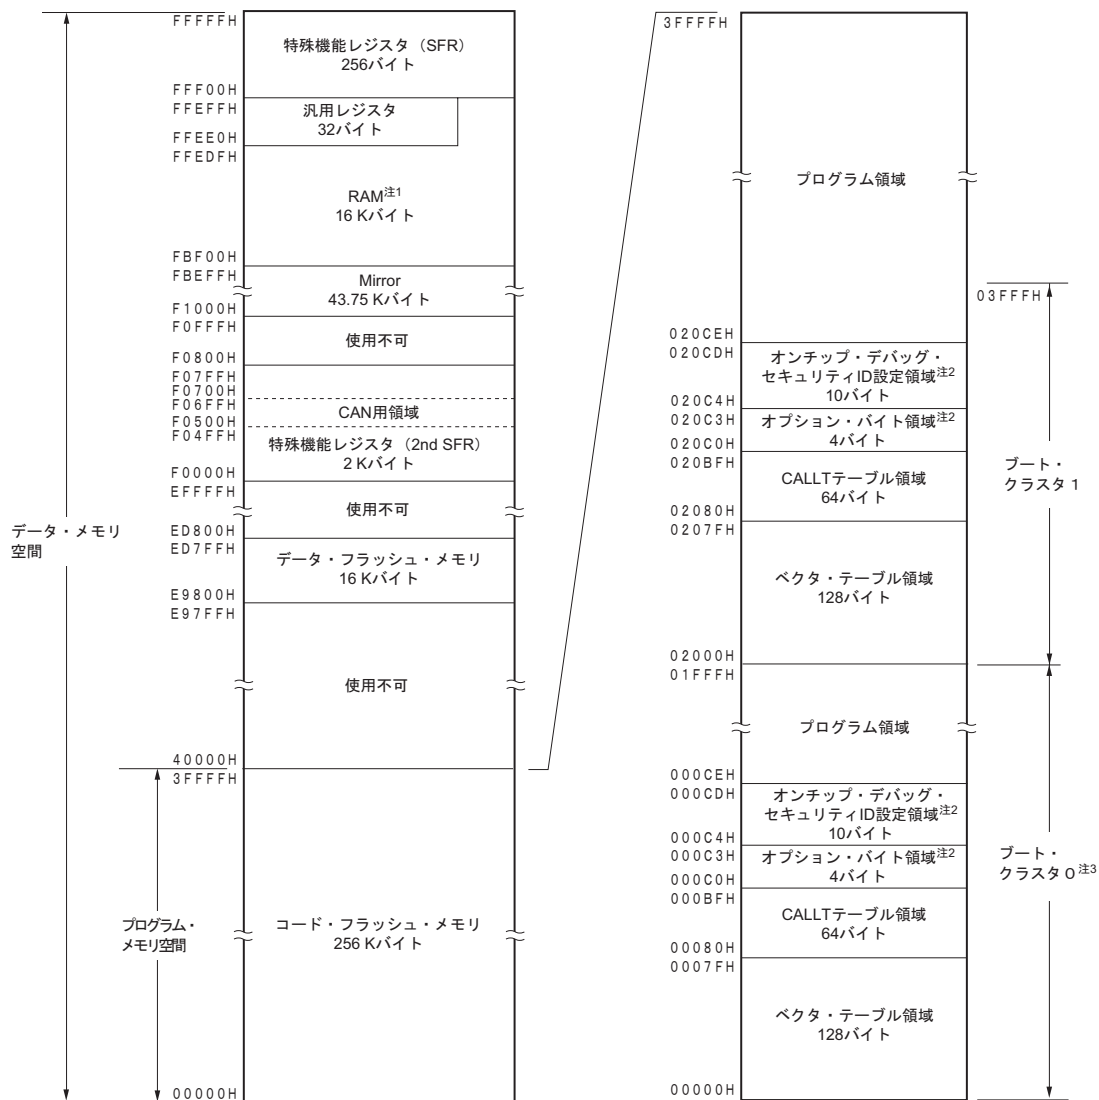 データ・メモリ
空間
プログラム・
メモリ空間
FFFFFH
特殊機能レジスタ（SFR）
256バイト
FFF00H
FFEFFH
汎用レジスタ
32バイト
FFEE0H
FFEDFH
RAM注1
16 Kバイト
FBF00H
FBEFFH
Mirror
43.75 Kバイト
F1000H
F0FFFH
使用不可
F0800H
F07FFH
F0700H
F06FFH
CAN用領域
F0500H
F04FFH
特殊機能レジスタ（2nd SFR）
2 Kバイト
F0000H
EFFFFH
使用不可
ED800H
ED7FFH
データ・フラッシュ・メモリ
16 Kバイト
E9800H
E97FFH
使用不可
40000H
3FFFFH
コード・フラッシュ・メモリ
256 Kバイト
00000H
3FFFFH
プログラム領域
03FFFH
020CEH
020CDH
オンチップ・デバッグ・
セキュリティID設定領域注2
10バイト
020C4H
020C3H
オプション・バイト領域注2
4バイト
020C0H
020BFH
CALLTテーブル領域
64バイト
02080H
0207FH
ベクタ・テーブル領域
128バイト
02000H
01FFFH
ブート・
クラスタ1
プログラム領域
000CEH
000CDH
オンチップ・デバッグ・
セキュリティID設定領域注2
10バイト
000C4H
000C3H
オプション・バイト領域注2
4バイト
000C0H
000BFH
CALLTテーブル領域
64バイト
00080H
0007FH
ベクタ・テーブル領域
128バイト
00000H
ブート・
クラスタ0注3